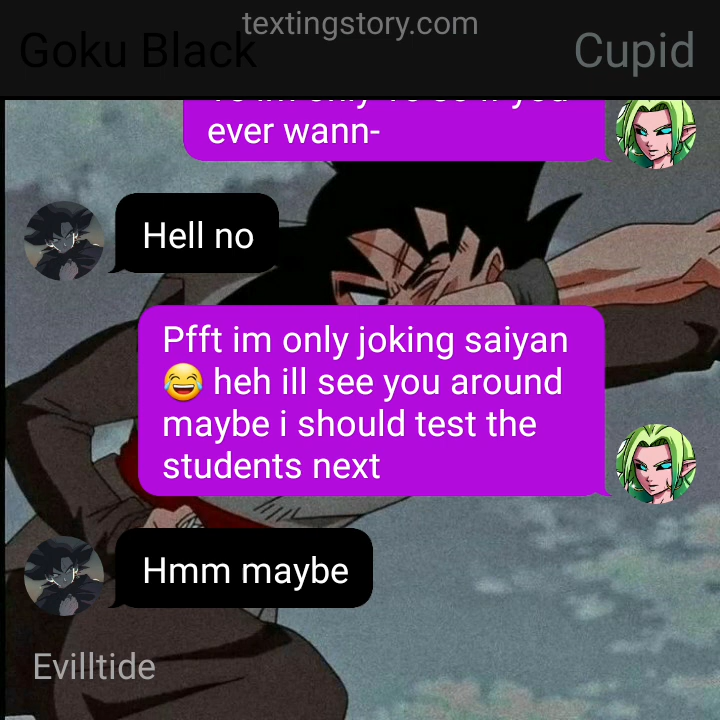 textingstory.com
Goku Black
Cupid
ever wann-
Hell no
Pfft im only joking saiyan
😂 heh ill see you around
maybe i should test the
students next
Hmm maybe
Evilltide